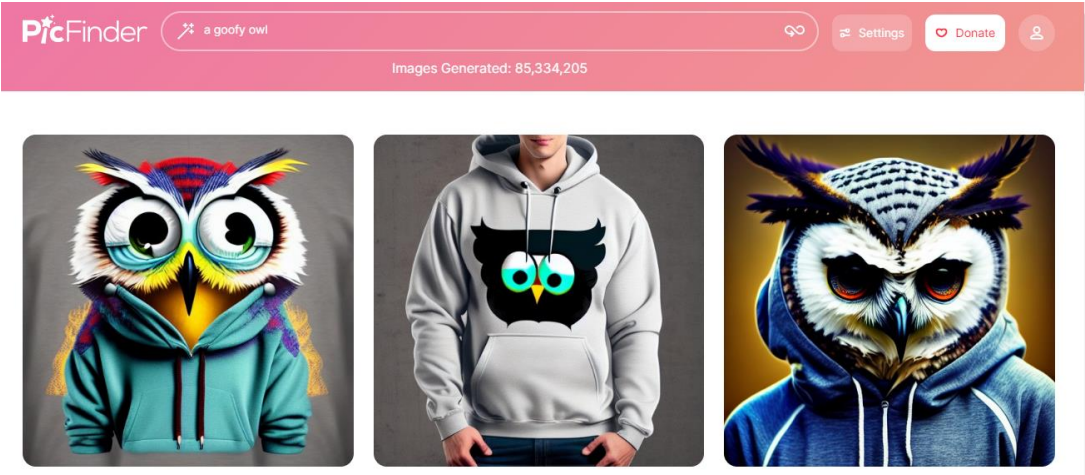 PicFinder
a goofy owl
Settings
Donate
Images Generated: 85,334,205